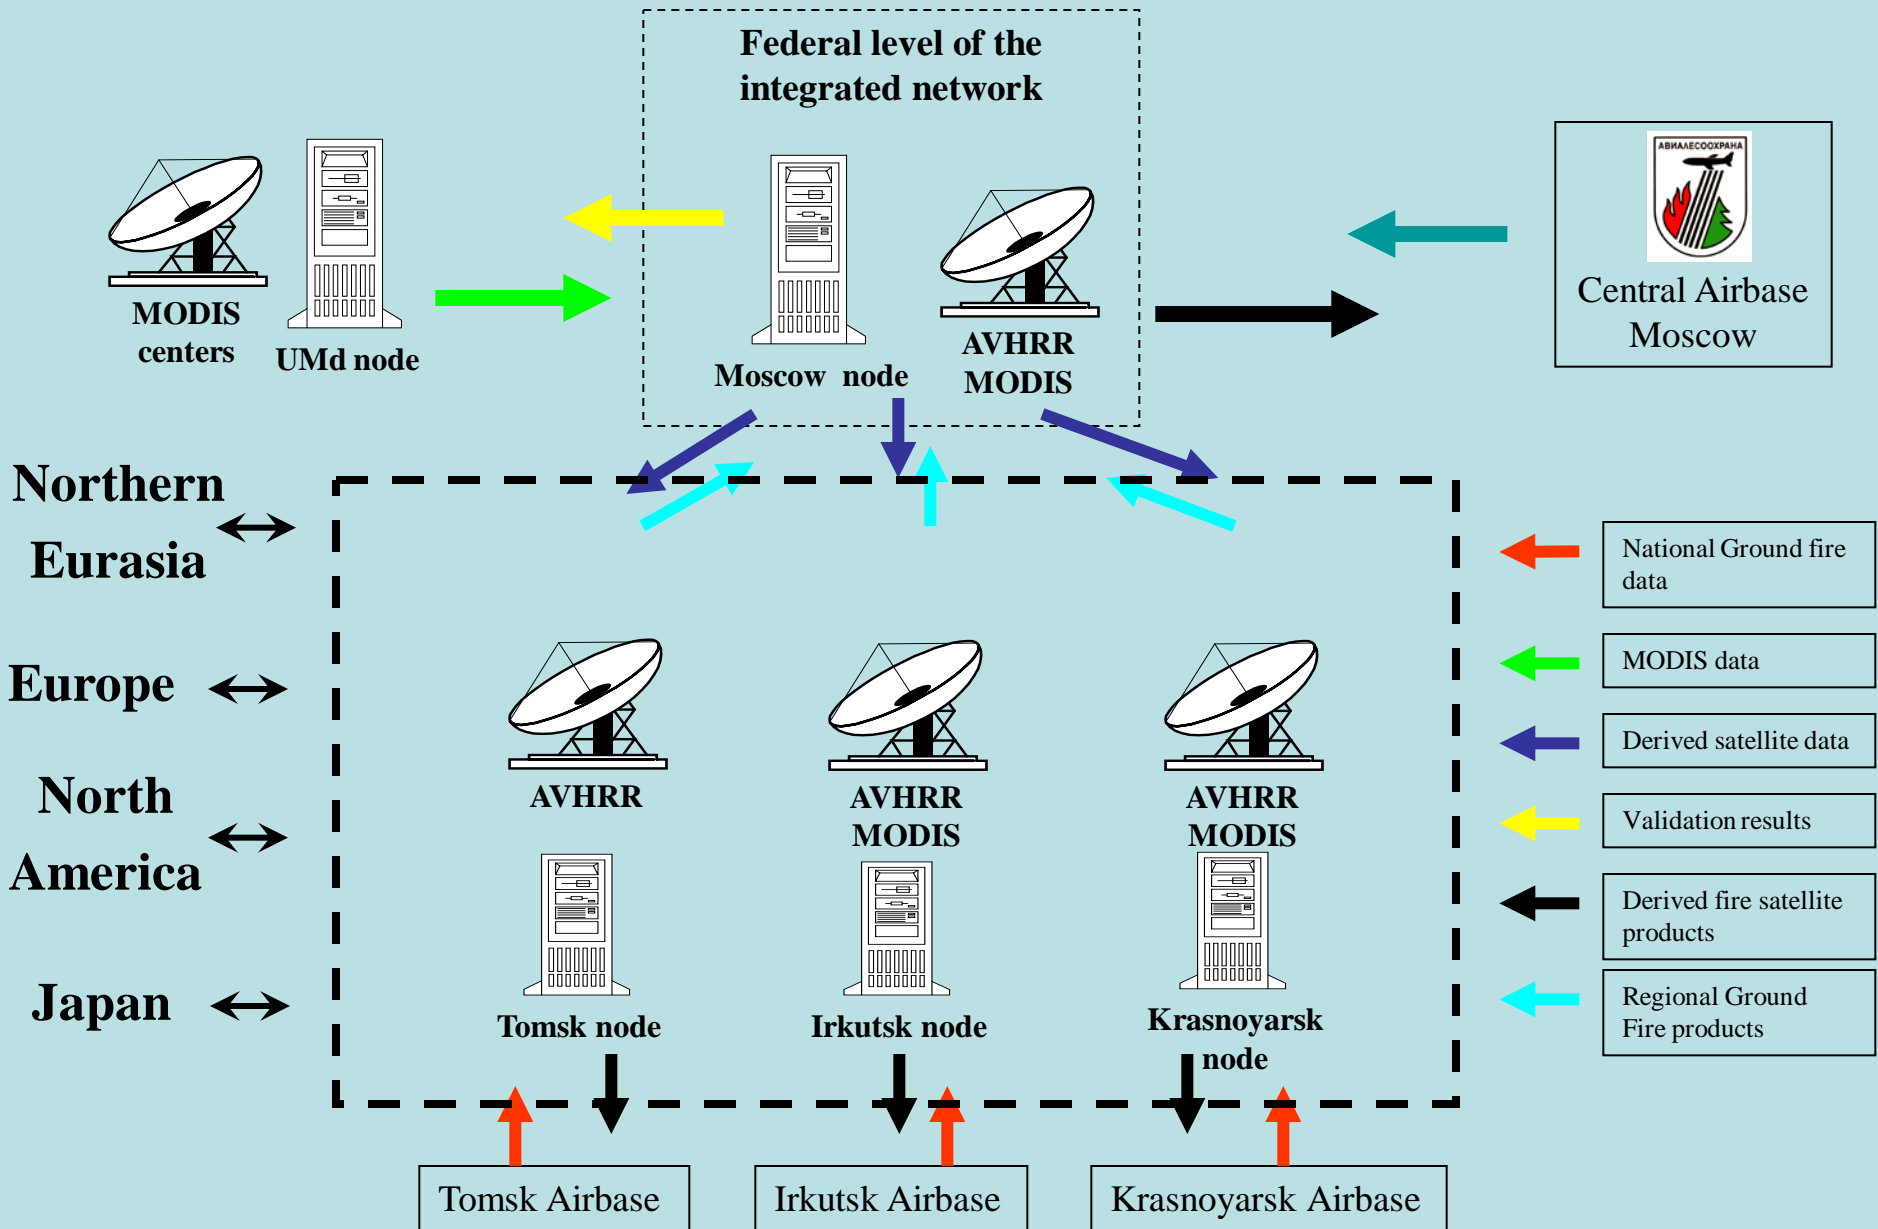 Federal level of the
integrated network
MODIS
centers
UMd node
Moscow node
AVHRR
MODIS
АВИАЛЕСООХРАНА
Central Airbase
Moscow
Northern
Eurasia
Europe
North
America
Japan
AVHRR
AVHRR
MODIS
AVHRR
MODIS
Tomsk node
Irkutsk node
Krasnoyarsk
node
National Ground fire
data
MODIS data
Derived satellite data
Validation results
Derived fire satellite
products
Regional Ground
Fire products
Tomsk Airbase
Irkutsk Airbase
Krasnoyarsk Airbase